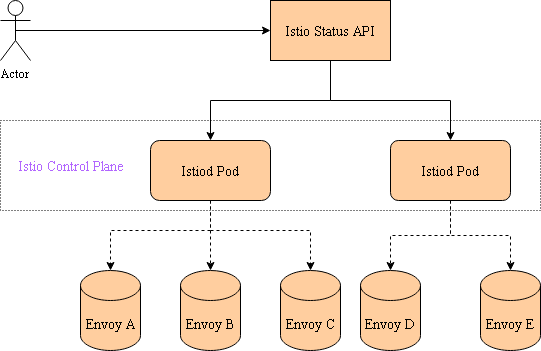 Istio Status API
Actor
Istio Control Plane
Istiod Pod
Istiod Pod
Envoy A
Envoy B
Envoy C
Envoy D
Envoy E